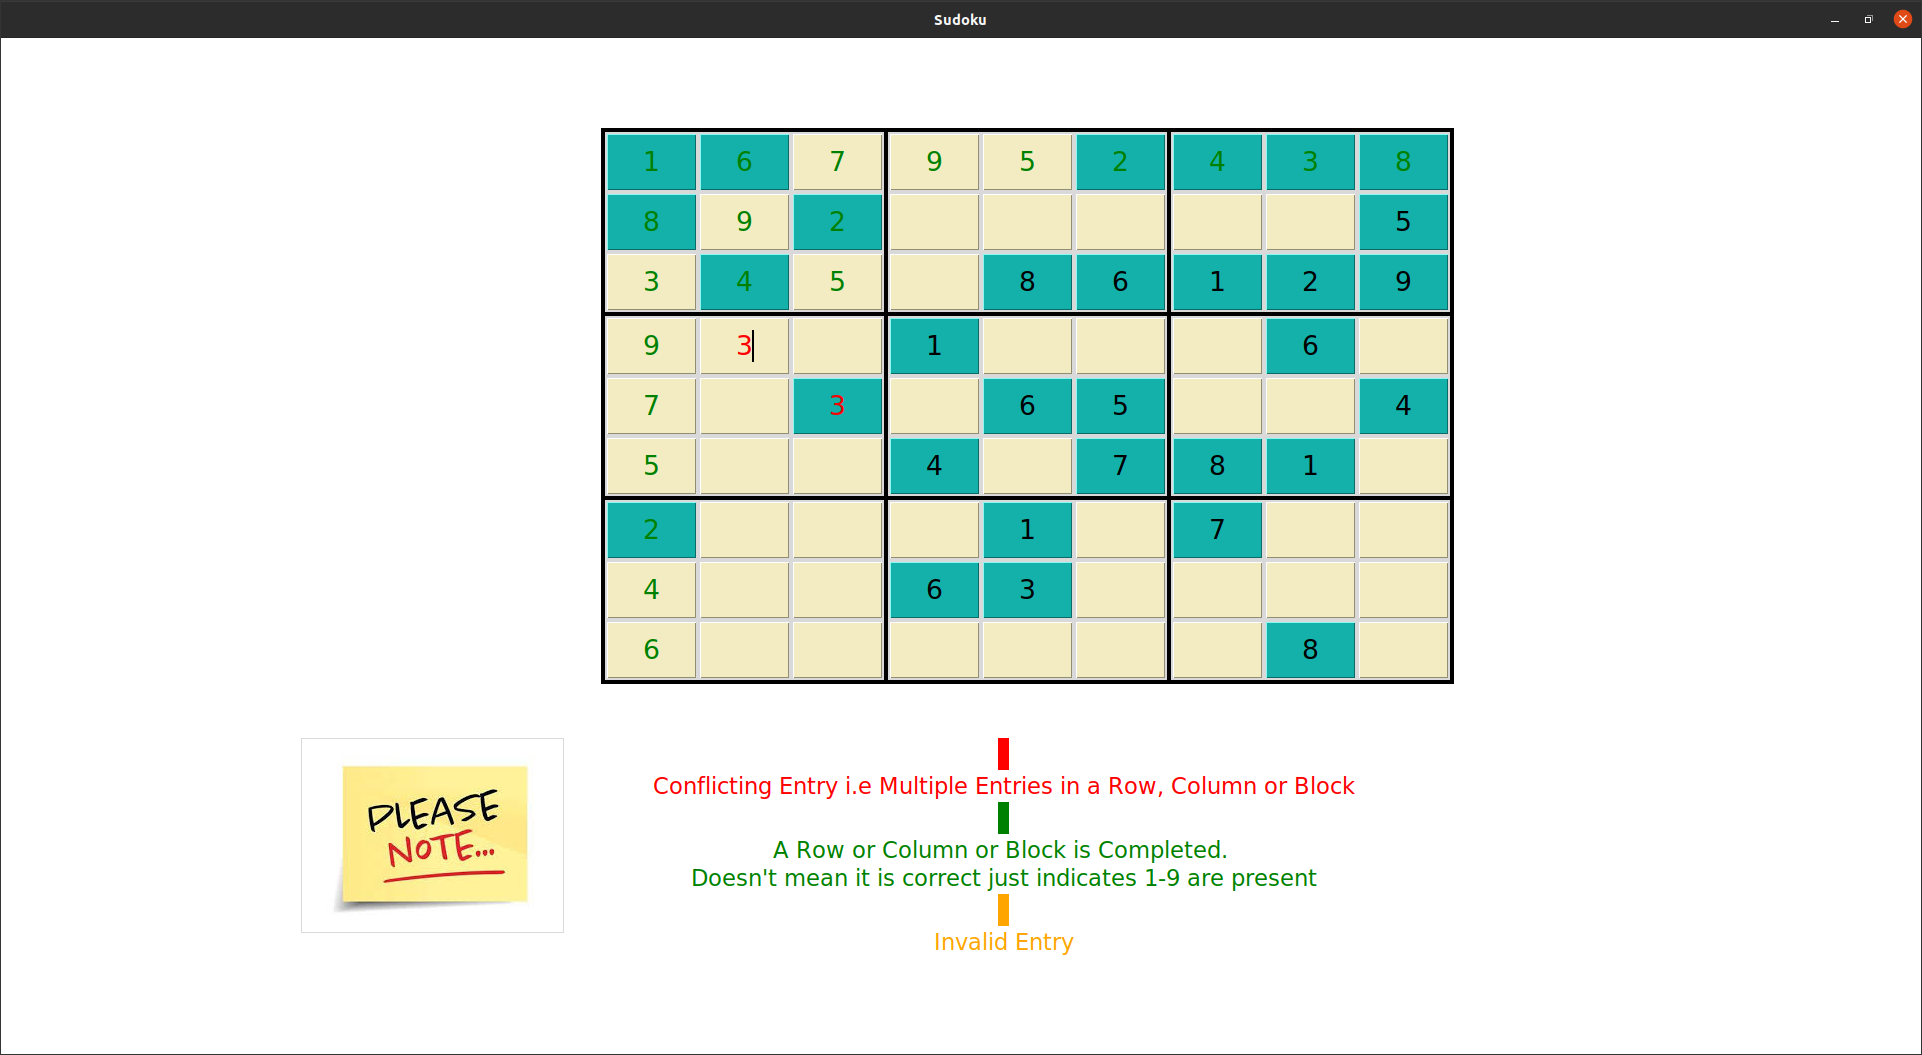 Sudoku
1 6 7 9 5 2 4 3 8
8 9 2 5
3 4 5 8 6 1 2 9
9 3 1 6
7 3 6 5 4
5 4 7 8 1
2 1 7
4 6 3
6 8
PLEASE
NOTE...
Conflicting Entry i.e Multiple Entries in a Row, Column or Block
A Row or Column or Block is Completed.
Doesn't mean it is correct just indicates 1-9 are present
Invalid Entry